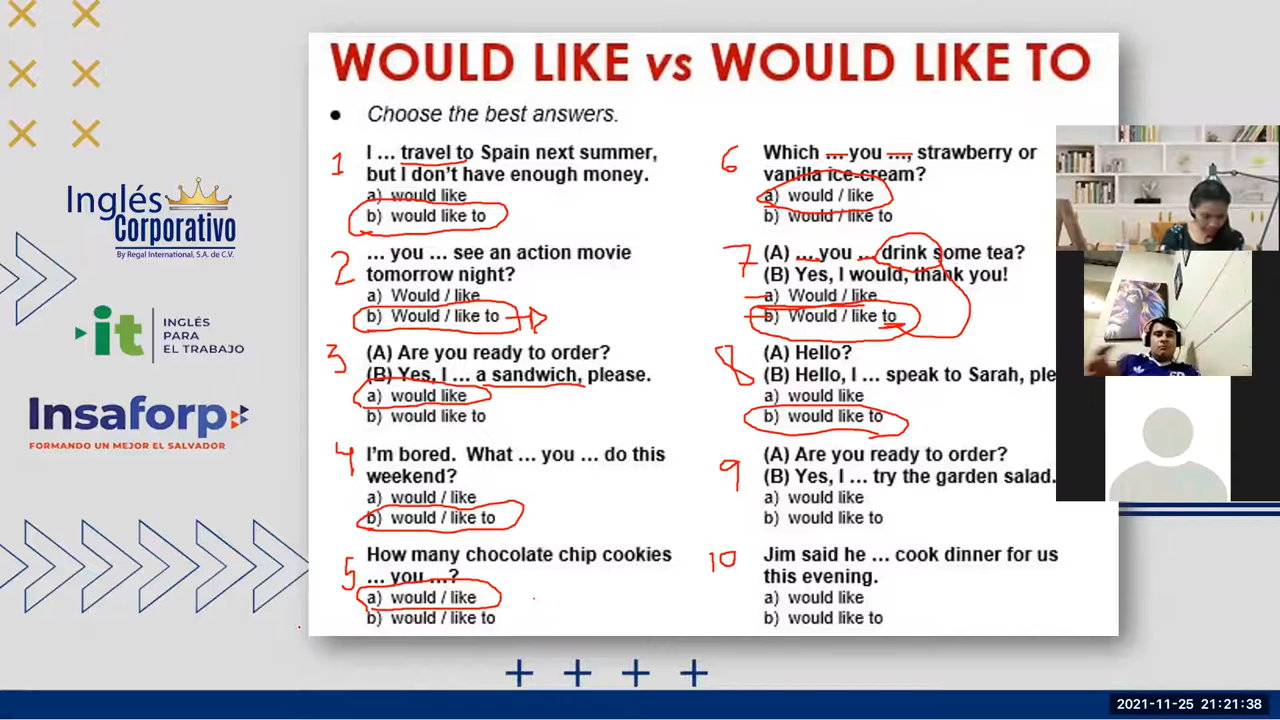 WOULD LIKE vs WOULD LIKE TO
● Choose the best answers.
1
I … travel to Spain next summer,
but I don't have enough money.
a) would like
b) would like to
2
… you … see an action movie
tomorrow night?
a) Would / like
b) Would / like to
3
(A) Are you ready to order?
(B) Yes, I … a sandwich, please.
a) would like
b) would like to
4
I'm bored. What … you … do this
weekend?
a) would / like
b) would / like to
5
How many chocolate chip cookies
… you …?
a) would / like
b) would / like to
6
Which … you …, strawberry or
vanilla ice-cream?
a) would / like
b) would / like to
7
(A) … you … drink some tea?
(B) Yes, I would, thank you!
a) Would / like
b) Would / like to
8
(A) Hello?
(B) Hello, I … speak to Sarah, ple
a) would like
b) would like to
9
(A) Are you ready to order?
(B) Yes, I … try the garden salad.
a) would like
b) would like to
10
Jim said he … cook dinner for us
this evening.
a) would like
b) would like to
Inglés
Corporativo
By Regal International, S.A. de C.V.
it
INGLÉS
PARA
EL TRABAJO
Insaforp
FORMANDO UN MEJOR EL SALVADOR
2021-11-25 21:21:38